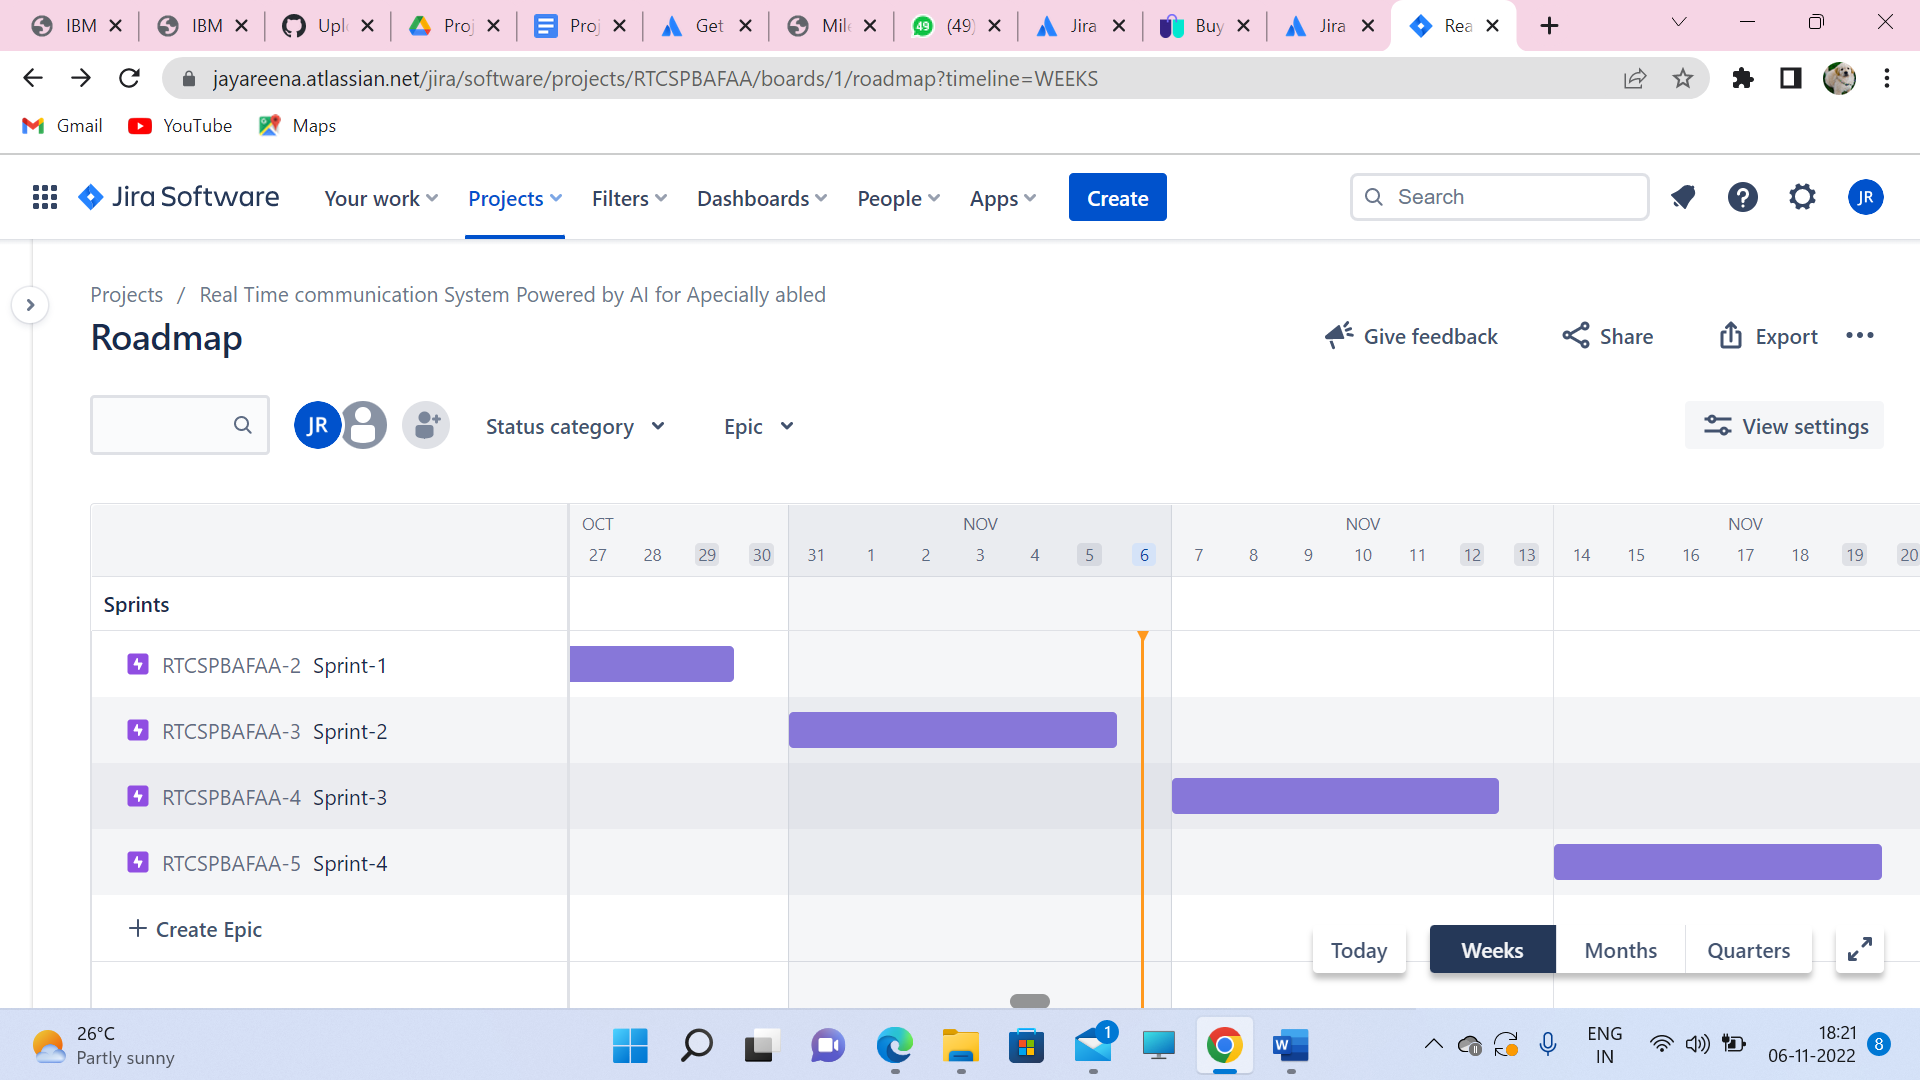 IBM IBM Uplo Proj Proj Get Mile (49) Jira Buy Jira Rea
jayareena.atlassian.net/jira/software/projects/RTCSPBAFAA/boards/1/roadmap?timeline=WEEKS
Gmail YouTube Maps
Jira Software Your work Projects Filters Dashboards People Apps Create Search JR
Projects / Real Time communication System Powered by AI for Apecially abled
Roadmap Give feedback Share Export
JR Status category Epic View settings
OCT NOV NOV NOV
27 28 29 30 31 1 2 3 4 5 6 7 8 9 10 11 12 13 14 15 16 17 18 19 20
Sprints
RTCSPBAFAA-2 Sprint-1
RTCSPBAFAA-3 Sprint-2
RTCSPBAFAA-4 Sprint-3
RTCSPBAFAA-5 Sprint-4
+ Create Epic
Today Weeks Months Quarters
26°C
Partly sunny
1
W
ENG
IN
18:21
06-11-2022
8